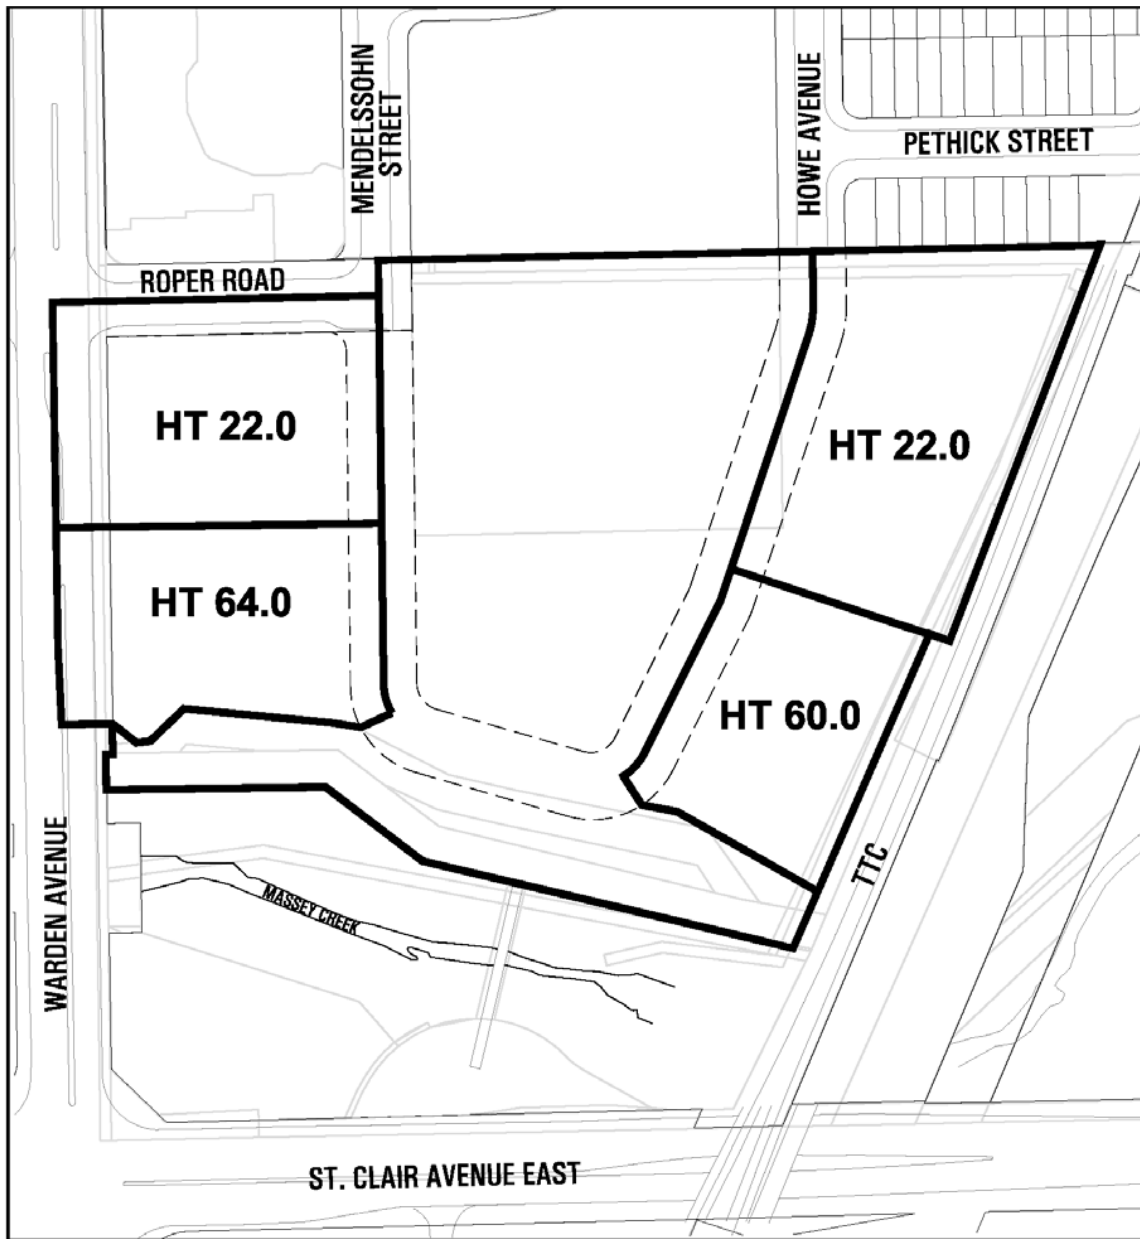 MENDELSSOHN
STREET
HOWE AVENUE
PETHICK STREET
ROPER ROAD
HT 22.0
HT 22.0
HT 64.0
HT 60.0
WARDEN AVENUE
MASSEY CREEK
TTC
ST. CLAIR AVENUE EAST